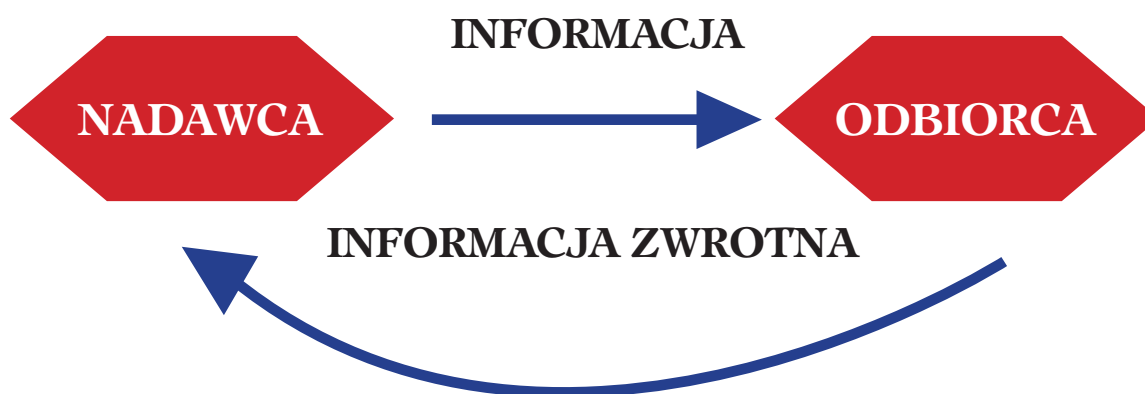 INFORMACJA
NADAWCA
ODBIORCA
INFORMACJA ZWROTNA